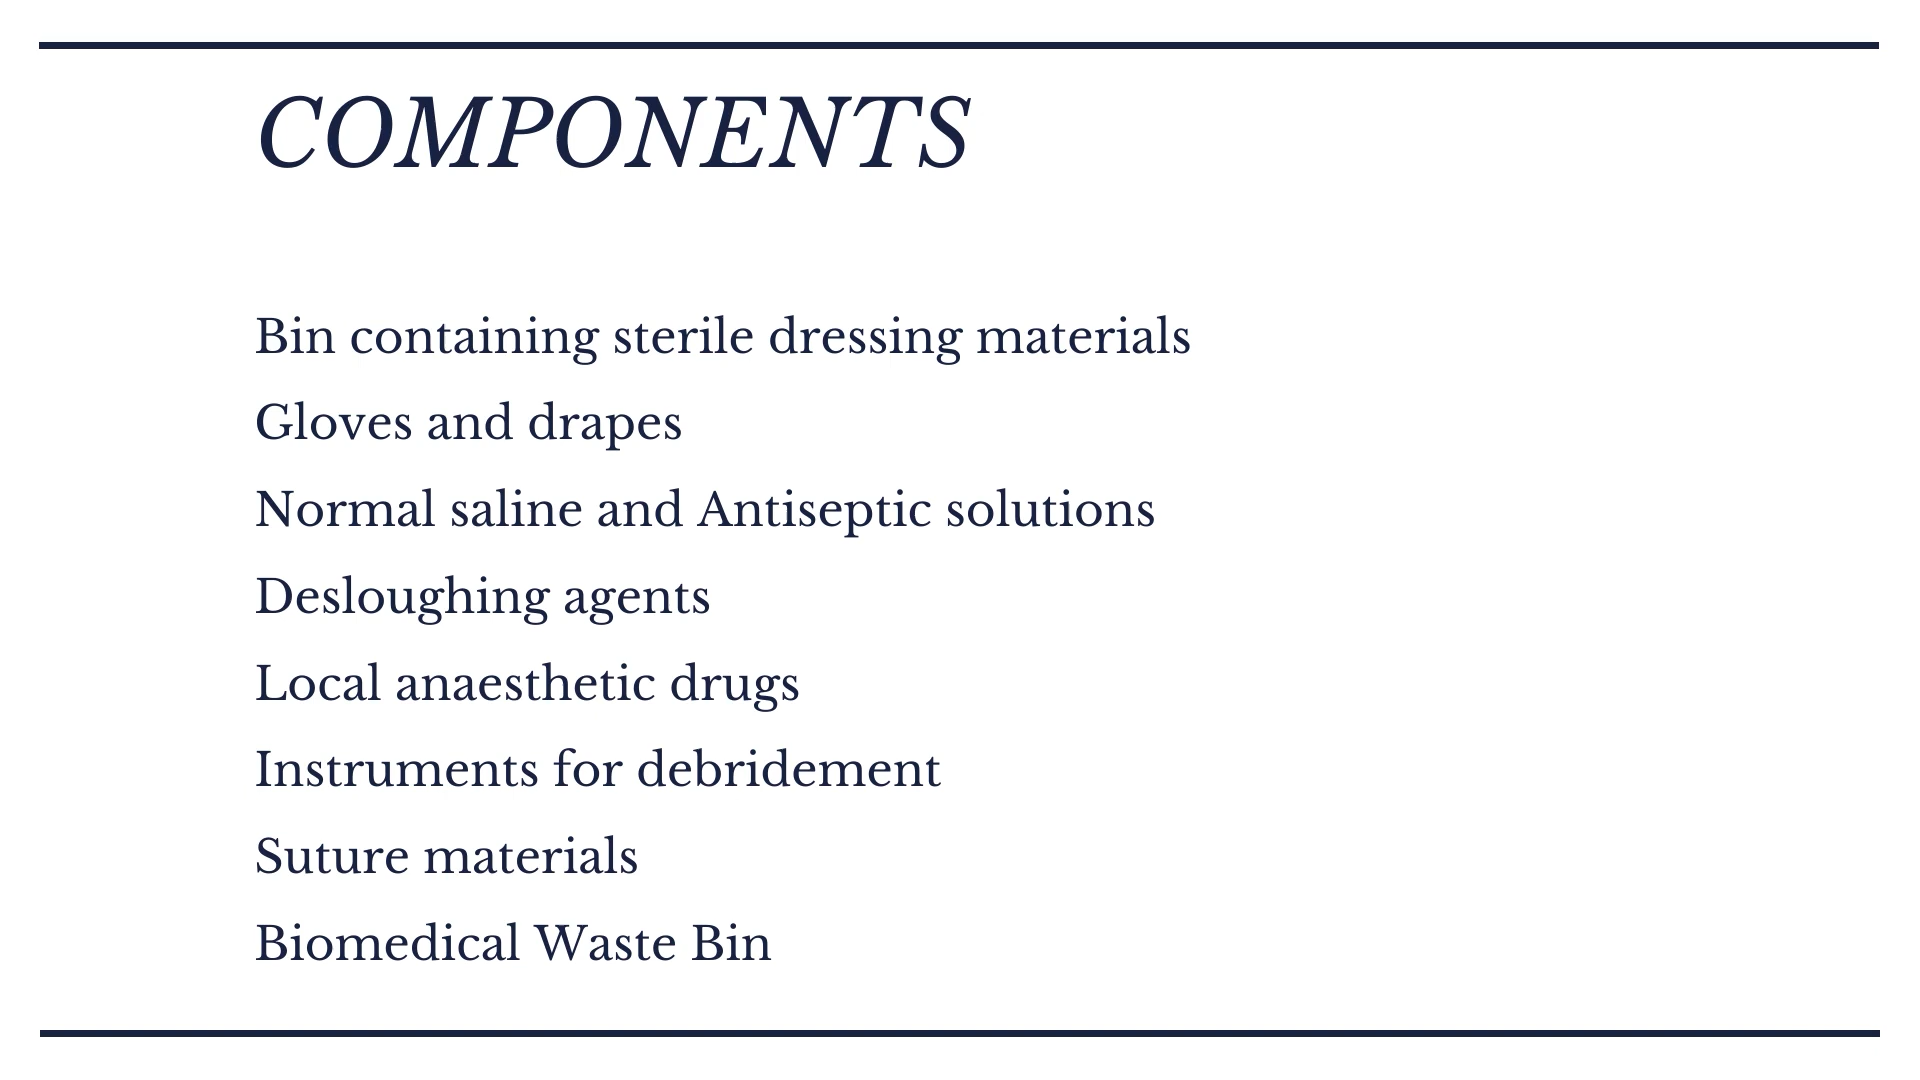 COMPONENTS
Bin containing sterile dressing materials
Gloves and drapes
Normal saline and Antiseptic solutions
Desloughing agents
Local anaesthetic drugs
Instruments for debridement
Suture materials
Biomedical Waste Bin